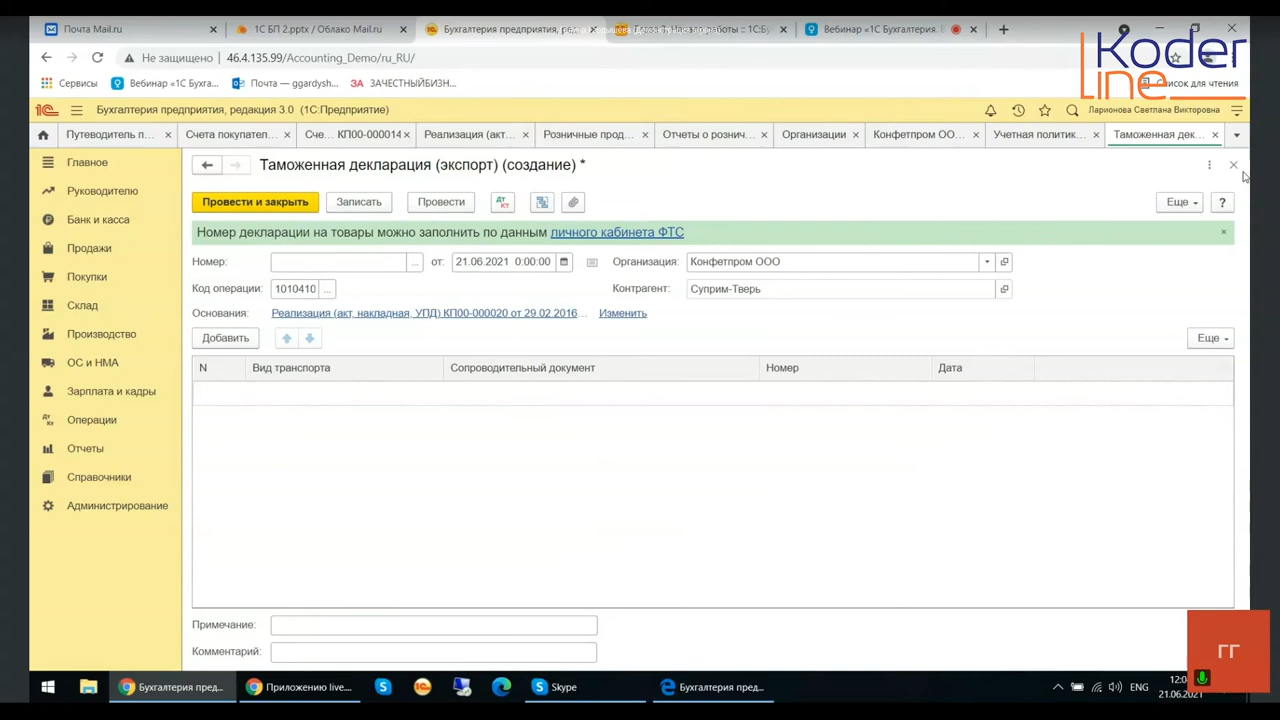 Почта Mail.ru
1С БП 2.pptx / Облако Mail.ru
Бухгалтерия предприятия,
Вебинар «1С Бухгалтерия. В
Koder
line
Не защищено
46.4.135.99/Accounting_Demo/ru_RU/
Сервисы
Вебинар «1С Бухга...
Почта — ggardysh...
ЗАЧЕСТНЫЙБИЗН...
Список для чтения
1С
Бухгалтерия предприятия, редакция 3.0 (1С:Предприятие)
Ларионова Светлана Викторовна
Путеводитель п...
Счета покупател...
Сче... КП00-000014
Реализация (акт...
Розничные прод...
Отчеты о рознич...
Организации
Конфетпром ОО...
Учетная политик...
Таможенная дек...
Главное
Руководителю
Банк и касса
Продажи
Покупки
Склад
Производство
ОС и НМА
Зарплата и кадры
Операции
Отчеты
Справочники
Администрирование
Таможенная декларация (экспорт) (создание) *
Провести и закрыть
Записать
Провести
Дт Кт
Еще
?
Номер декларации на товары можно заполнить по данным личного кабинета ФТС
Номер:
...
от:
21.06.2021 0:00:00
Организация:
Конфетпром ООО
Код операции:
1010410
...
Контрагент:
Суприм-Тверь
Основания:
Реализация (акт, накладная, УПД) КП00-000020 от 29.02.2016...
Изменить
Добавить
Еще
N
Вид транспорта
Сопроводительный документ
Номер
Дата
Примечание:
Комментарий:
ГГ
Бухгалтерия пред...
Приложению live....
Skype
Бухгалтерия пред...
ENG
21.06.2021